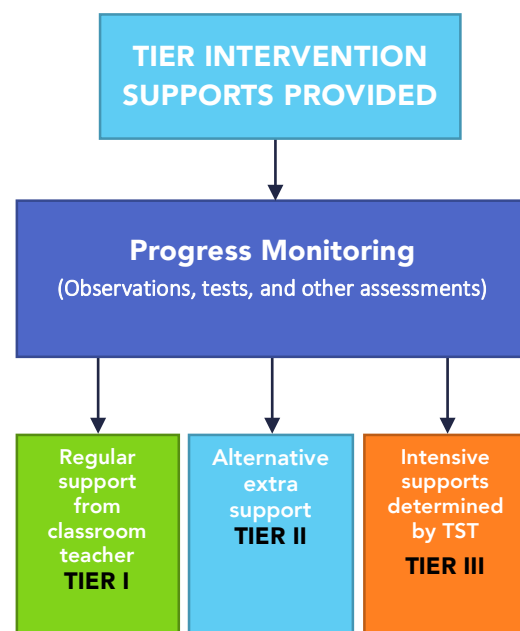 TIER INTERVENTION
SUPPORTS PROVIDED
Progress Monitoring
(Observations, tests, and other assessments)
Regular
support
from
classroom
teacher
TIER I
Alternative
extra
support
TIER II
Intensive
supports
determined
by TST
TIER III